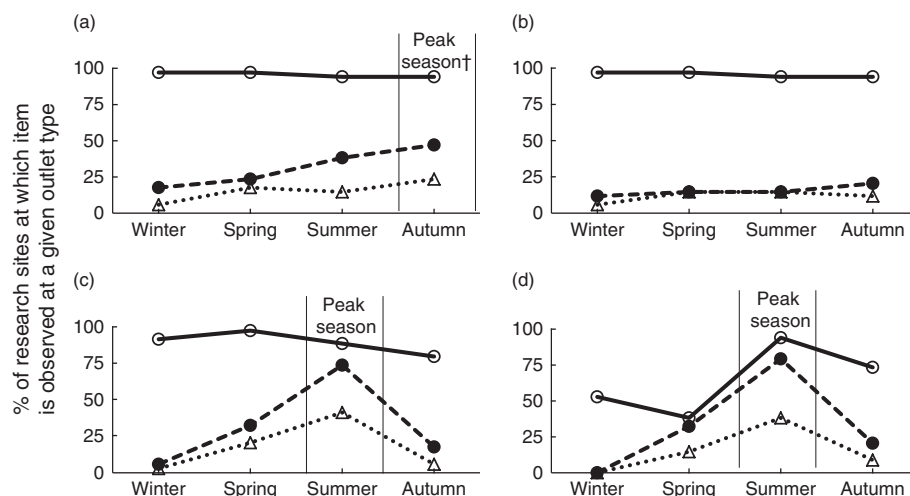 % of research sites at which item
is observed at a given outlet type
(a)
Peak
season†
100
75
50
25
0
Winter Spring Summer Autumn
(b)
100
75
50
25
0
Winter Spring Summer Autumn
(c)
Peak
season
100
75
50
25
0
Winter Spring Summer Autumn
(d)
Peak
season
100
75
50
25
0
Winter Spring Summer Autumn